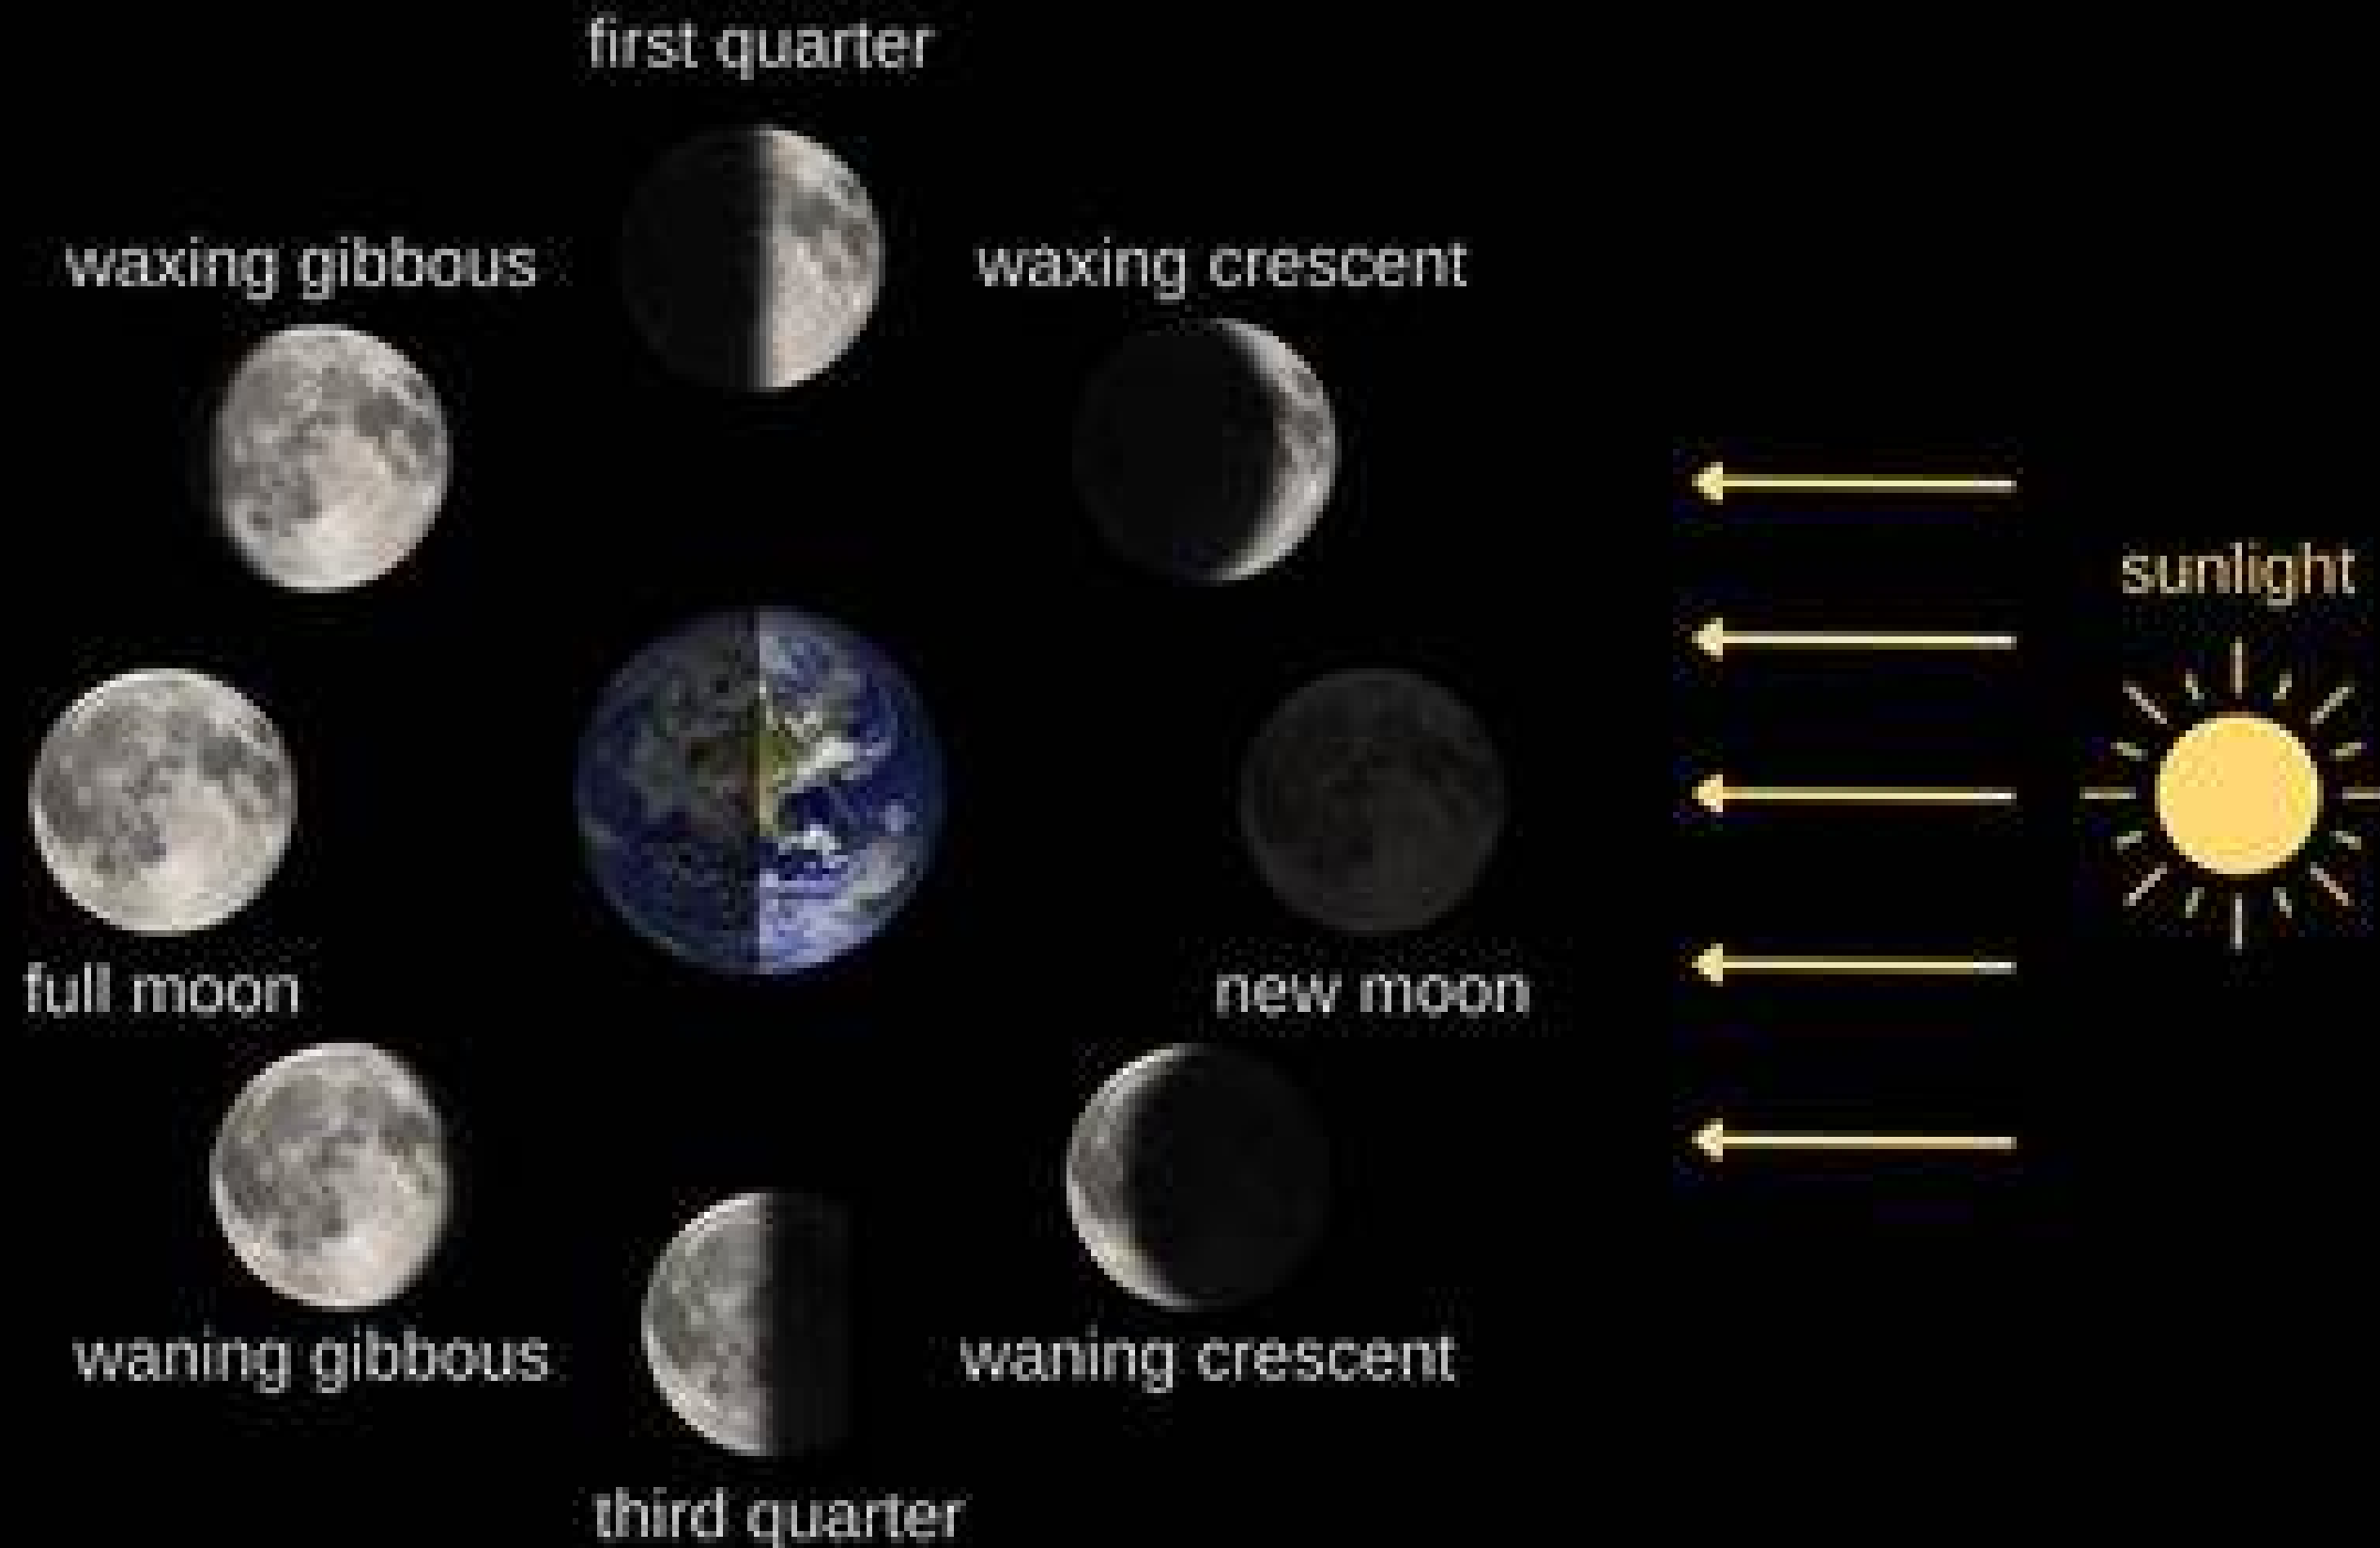 first quarter
waxing gibbous
waxing crescent
sunlight
full moon
new moon
waning gibbous
waning crescent
third quarter